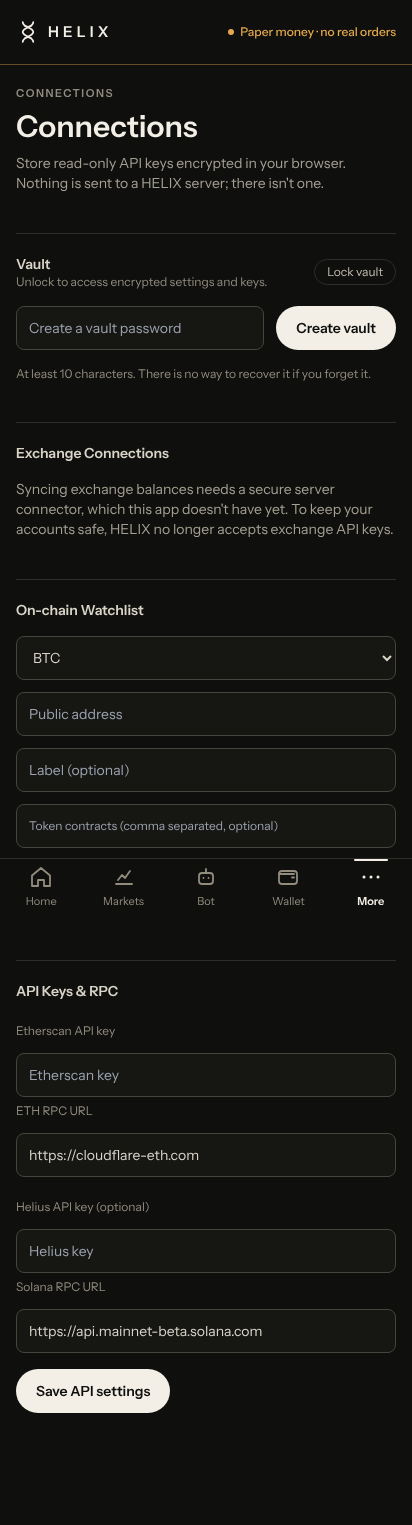 HELIX
Paper money · no real orders
CONNECTIONS
Connections
Store read-only API keys encrypted in your browser.
Nothing is sent to a HELIX server; there isn't one.
Vault
Unlock to access encrypted settings and keys.
Lock vault
Create a vault password
Create vault
At least 10 characters. There is no way to recover it if you forget it.
Exchange Connections
Syncing exchange balances needs a secure server
connector, which this app doesn't have yet. To keep your
accounts safe, HELIX no longer accepts exchange API keys.
On-chain Watchlist
BTC
Public address
Label (optional)
Token contracts (comma separated, optional)
Home
Markets
Bot
Wallet
More
API Keys & RPC
Etherscan API key
Etherscan key
ETH RPC URL
https://cloudflare-eth.com
Helius API key (optional)
Helius key
Solana RPC URL
https://api.mainnet-beta.solana.com
Save API settings